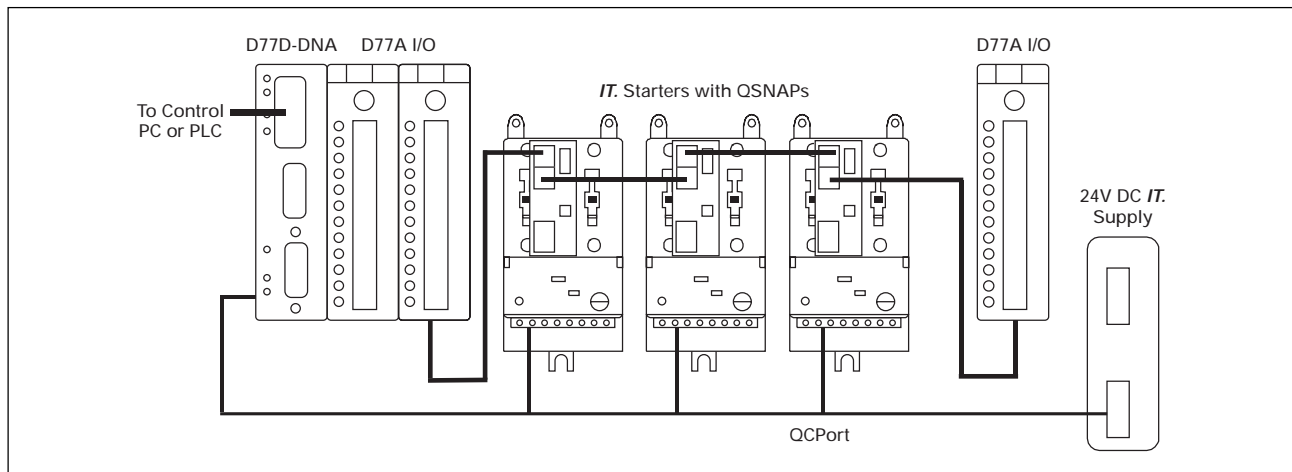 D77D-DNA
D77A I/O
D77A I/O
IT. Starters with QSNAPs
To Control
PC or PLC
24V DC IT.
Supply
QCPort